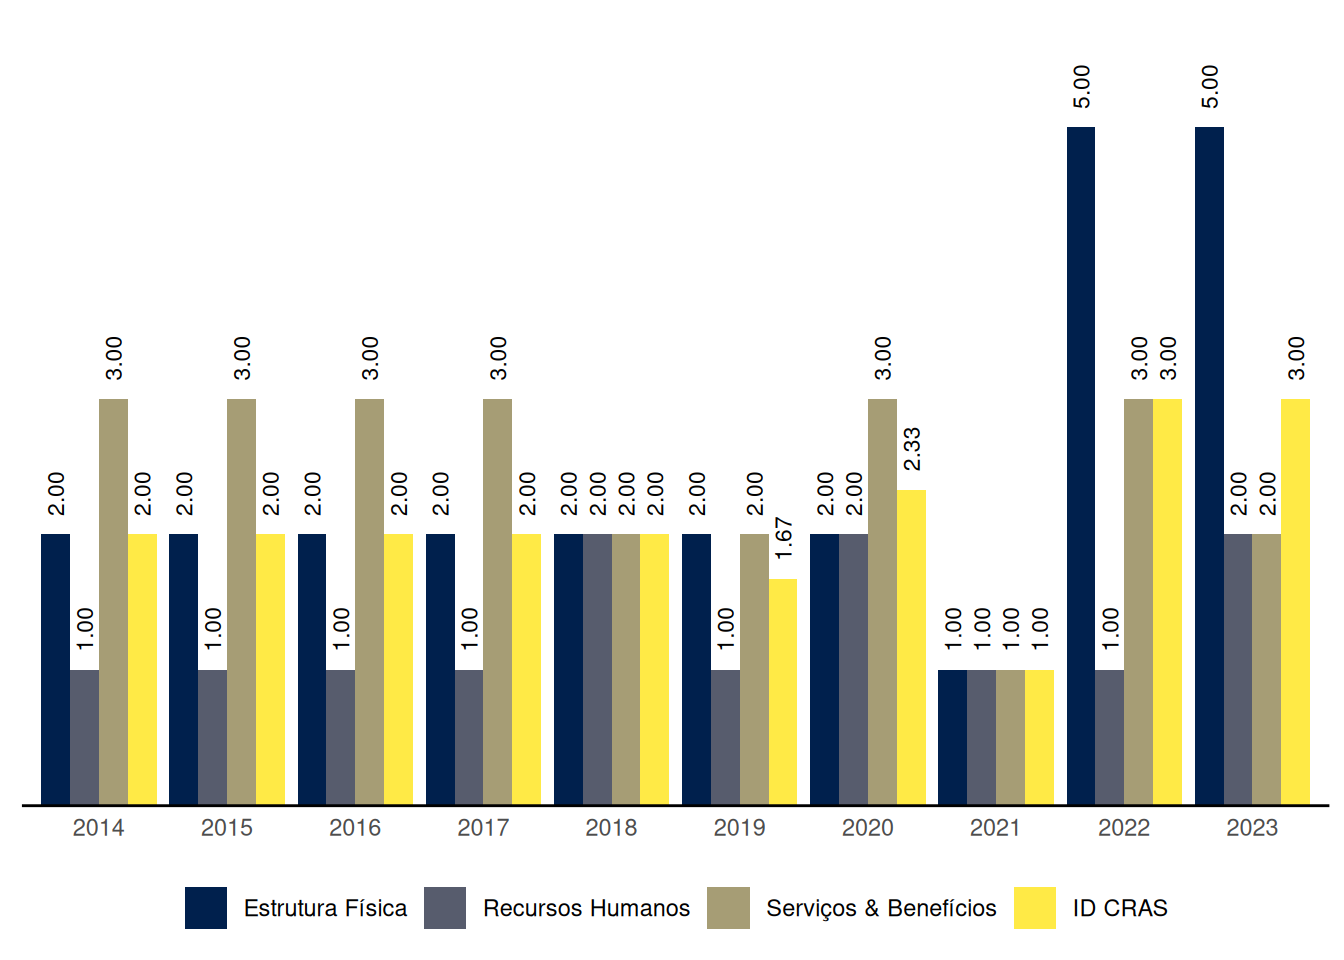 5.00 5.00
3.00 3.00 3.00 3.00 3.00 3.00 3.00 3.00
2.33
2.00 2.00 2.00 2.00 2.00 2.00 2.00 2.00 2.00 2.00 2.00 2.00 2.00 2.00 2.00 2.00 2.00 2.00
1.67
1.00 1.00 1.00 1.00 1.00 1.00 1.00 1.00 1.00 1.00
2014 2015 2016 2017 2018 2019 2020 2021 2022 2023
Estrutura Física Recursos Humanos Serviços & Benefícios ID CRAS